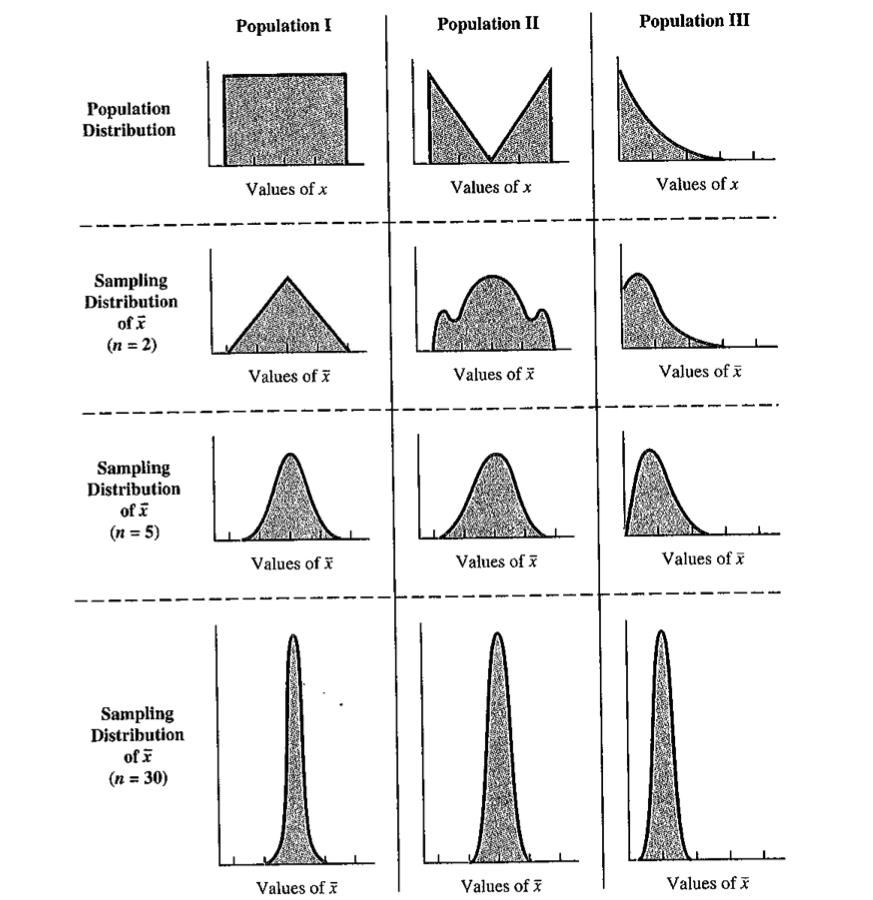 Population I
Population II
Population III
Population
Distribution
Values of x
Values of x
Values of x
Sampling
Distribution
of x̄
(n = 2)
Values of x̄
Values of x̄
Values of x̄
Sampling
Distribution
of x̄
(n = 5)
Values of x̄
Values of x̄
Values of x̄
Sampling
Distribution
of x̄
(n = 30)
Values of x̄
Values of x̄
Values of x̄